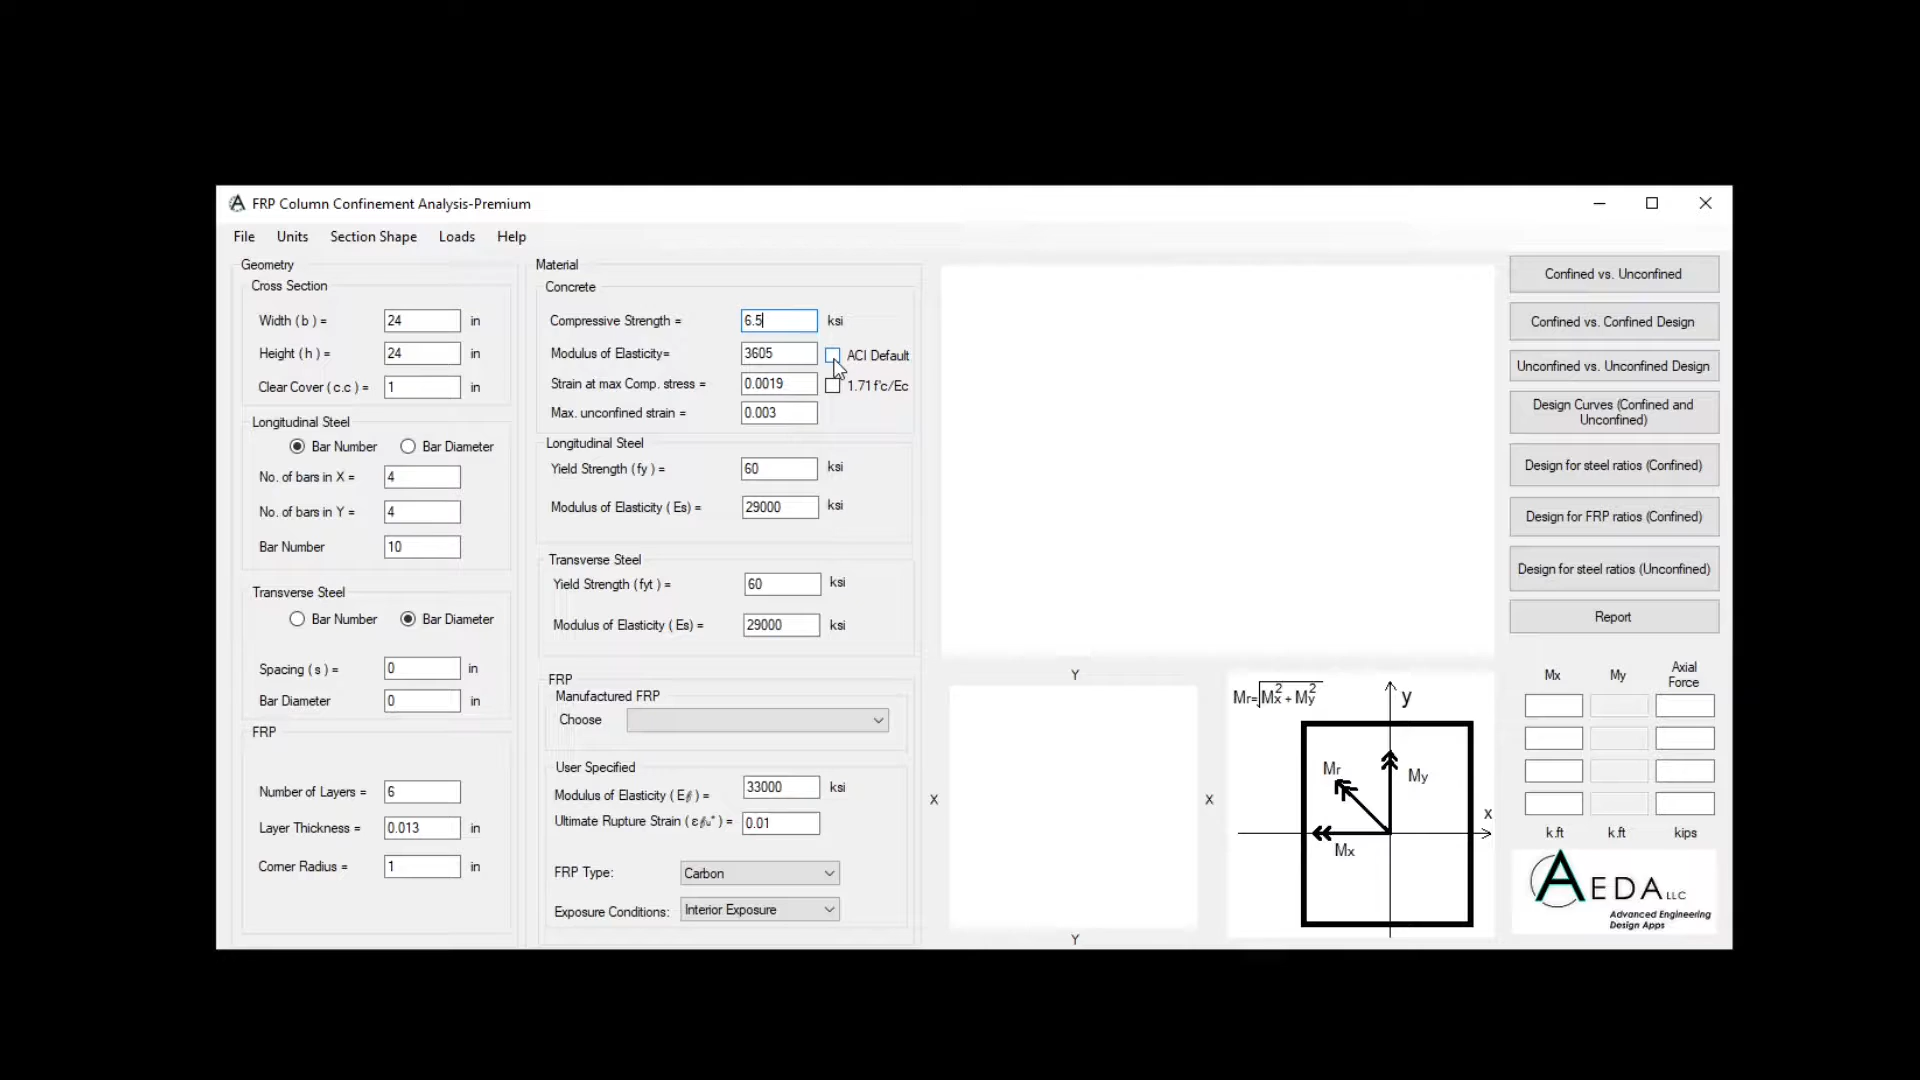 FRP Column Confinement Analysis-Premium
File Units Section Shape Loads Help
Geometry
Cross Section
Width ( b ) = 24 in
Height ( h ) = 24 in
Clear Cover ( c.c ) = 1 in
Longitudinal Steel
Bar Number Bar Diameter
No. of bars in X = 4
No. of bars in Y = 4
Bar Number 10
Transverse Steel
Bar Number Bar Diameter
Spacing ( s ) = 0 in
Bar Diameter 0 in
FRP
Number of Layers = 6
Layer Thickness = 0.013 in
Corner Radius = 1 in
Material
Concrete
Compressive Strength = 6.5 ksi
Modulus of Elasticity= 3605 ACI Default
Strain at max Comp. stress = 0.0019 1.71 f'c/Ec
Max. unconfined strain = 0.003
Longitudinal Steel
Yield Strength ( fy ) = 60 ksi
Modulus of Elasticity ( Es) = 29000 ksi
Transverse Steel
Yield Strength ( fyt ) = 60 ksi
Modulus of Elasticity ( Es) = 29000 ksi
FRP
Manufactured FRP
Choose
User Specified
Modulus of Elasticity ( Ef ) = 33000 ksi
Ultimate Rupture Strain ( εfu* ) = 0.01
FRP Type: Carbon
Exposure Conditions: Interior Exposure
Y
X X
Y
Mr=√Mx²+My²
y
Mr
My
x
Mx
Confined vs. Unconfined
Confined vs. Confined Design
Unconfined vs. Unconfined Design
Design Curves (Confined and
Unconfined)
Design for steel ratios (Confined)
Design for FRP ratios (Confined)
Design for steel ratios (Unconfined)
Report
Mx My Axial
Force
k.ft k.ft kips
AEDA LLC
Advanced Engineering
Design Apps